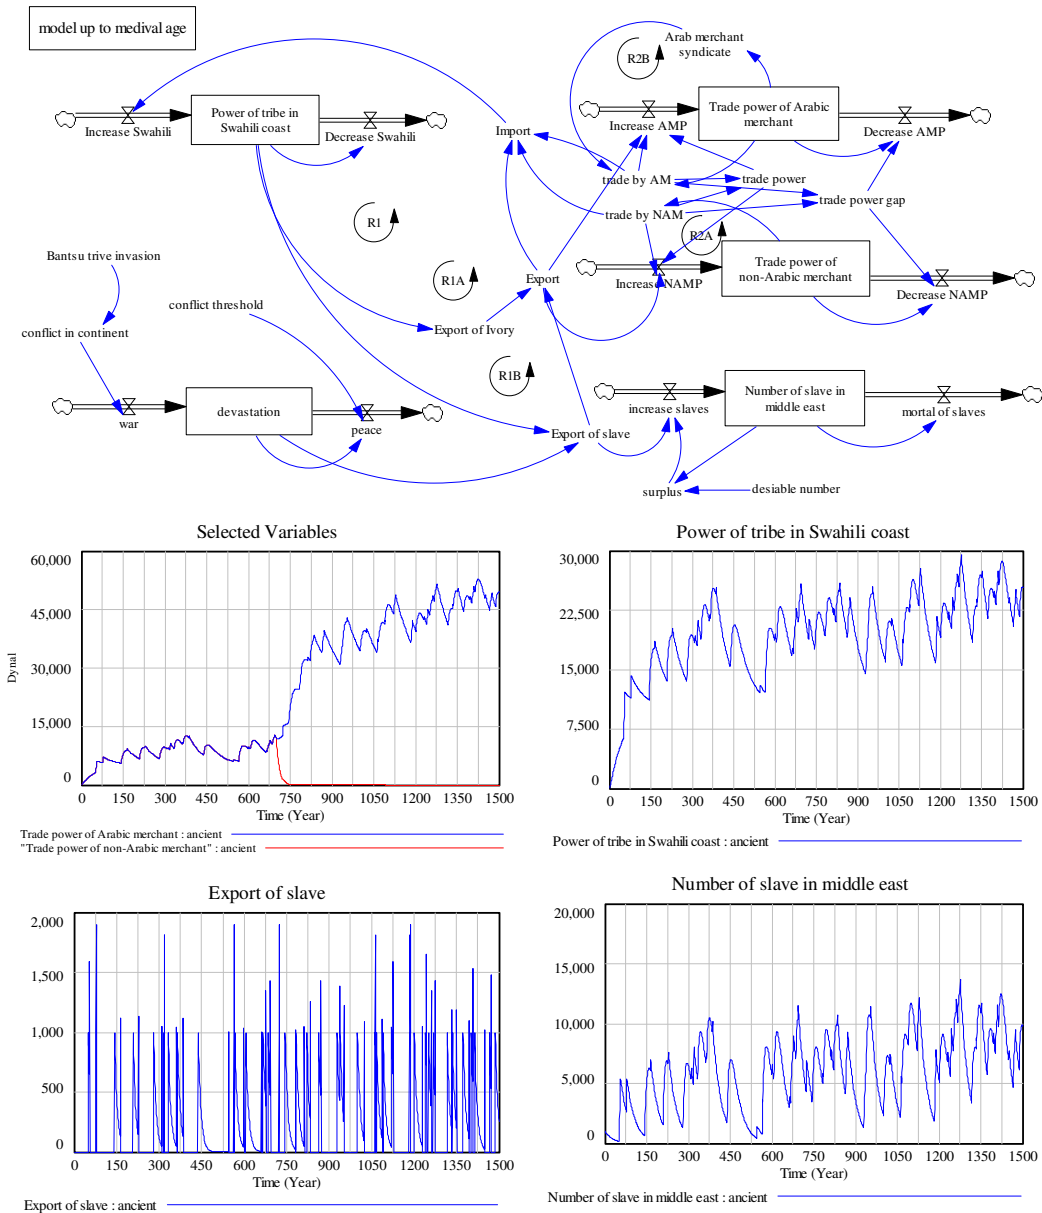 model up to medival age
R2B
Arab merchant
syndicate
Power of tribe in
Swahili coast
Increase Swahili
Decrease Swahili
Import
Trade power of Arabic
merchant
Increase AMP
Decrease AMP
trade by AM
trade power
trade power gap
trade by NAM
R1
R2A
Bantsu trive invasion
R1A
Export
Trade power of
non-Arabic merchant
Increase NAMP
Decrease NAMP
conflict threshold
conflict in continent
Export of Ivory
R1B
devastation
war
peace
Number of slave in
middle east
increase slaves
mortal of slaves
Export of slave
surplus
desiable number
Selected Variables
60,000
45,000
30,000
15,000
0
Dynal
0 150 300 450 600 750 900 1050 1200 1350 1500
Time (Year)
Trade power of Arabic merchant : ancient
"Trade power of non-Arabic merchant" : ancient
Power of tribe in Swahili coast
30,000
22,500
15,000
7,500
0
0 150 300 450 600 750 900 1050 1200 1350 1500
Time (Year)
Power of tribe in Swahili coast : ancient
Export of slave
2,000
1,500
1,000
500
0
0 150 300 450 600 750 900 1050 1200 1350 1500
Time (Year)
Export of slave : ancient
Number of slave in middle east
20,000
15,000
10,000
5,000
0
0 150 300 450 600 750 900 1050 1200 1350 1500
Time (Year)
Number of slave in middle east : ancient